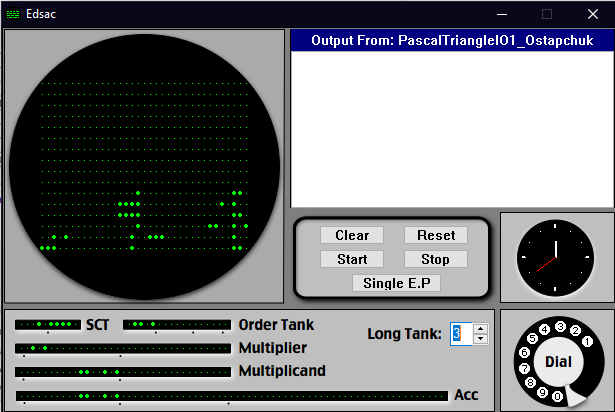 Edsac
Output From: PascalTriangleIO1_Ostapchuk
Clear Reset
Start Stop
Single E.P
SCT Order Tank
Long Tank: 3
Multiplier
Multiplicand
Acc
1
2
3
4
5
6
7
8
9
0
Dial